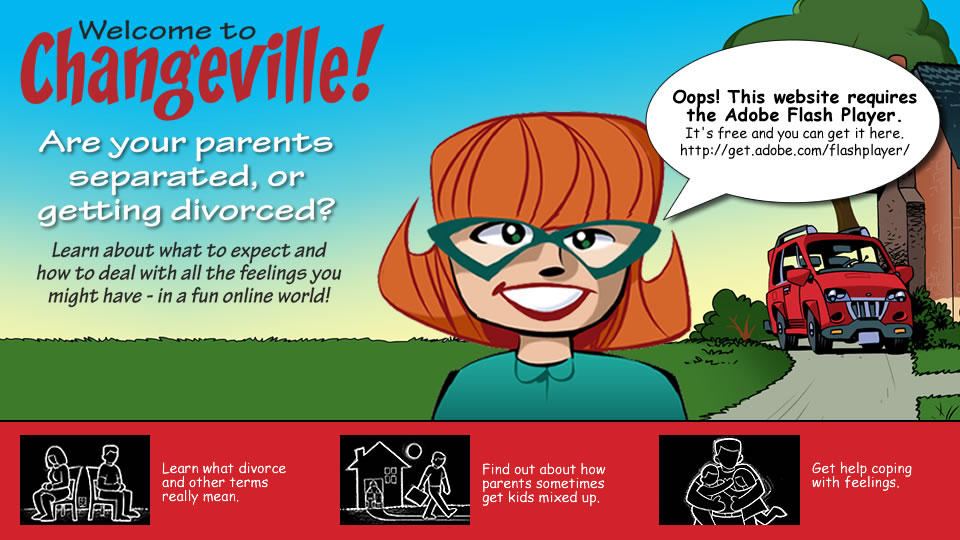 Welcome to
Changeville!
Are your parents
separated, or
getting divorced?
Learn about what to expect and
how to deal with all the feelings you
might have - in a fun online world!
Oops! This website requires
the Adobe Flash Player.
It's free and you can get it here.
http://get.adobe.com/flashplayer/
Learn what divorce
and other terms
really mean.
Find out about how
parents sometimes
get kids mixed up.
Get help coping
with feelings.